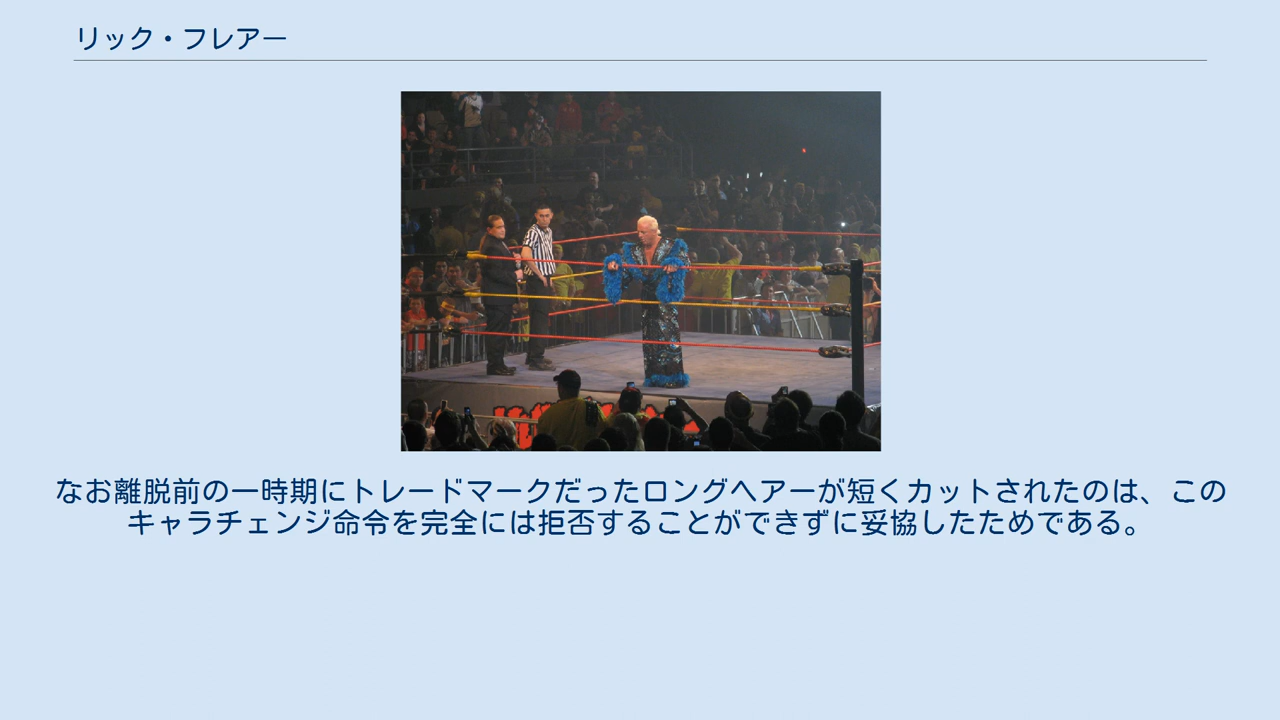 リック・フレアー
なお離脱前の一時期にトレードマークだったロングヘアーが短くカットされたのは、この
キャラチェンジ命令を完全には拒否することができずに妥協したためである。